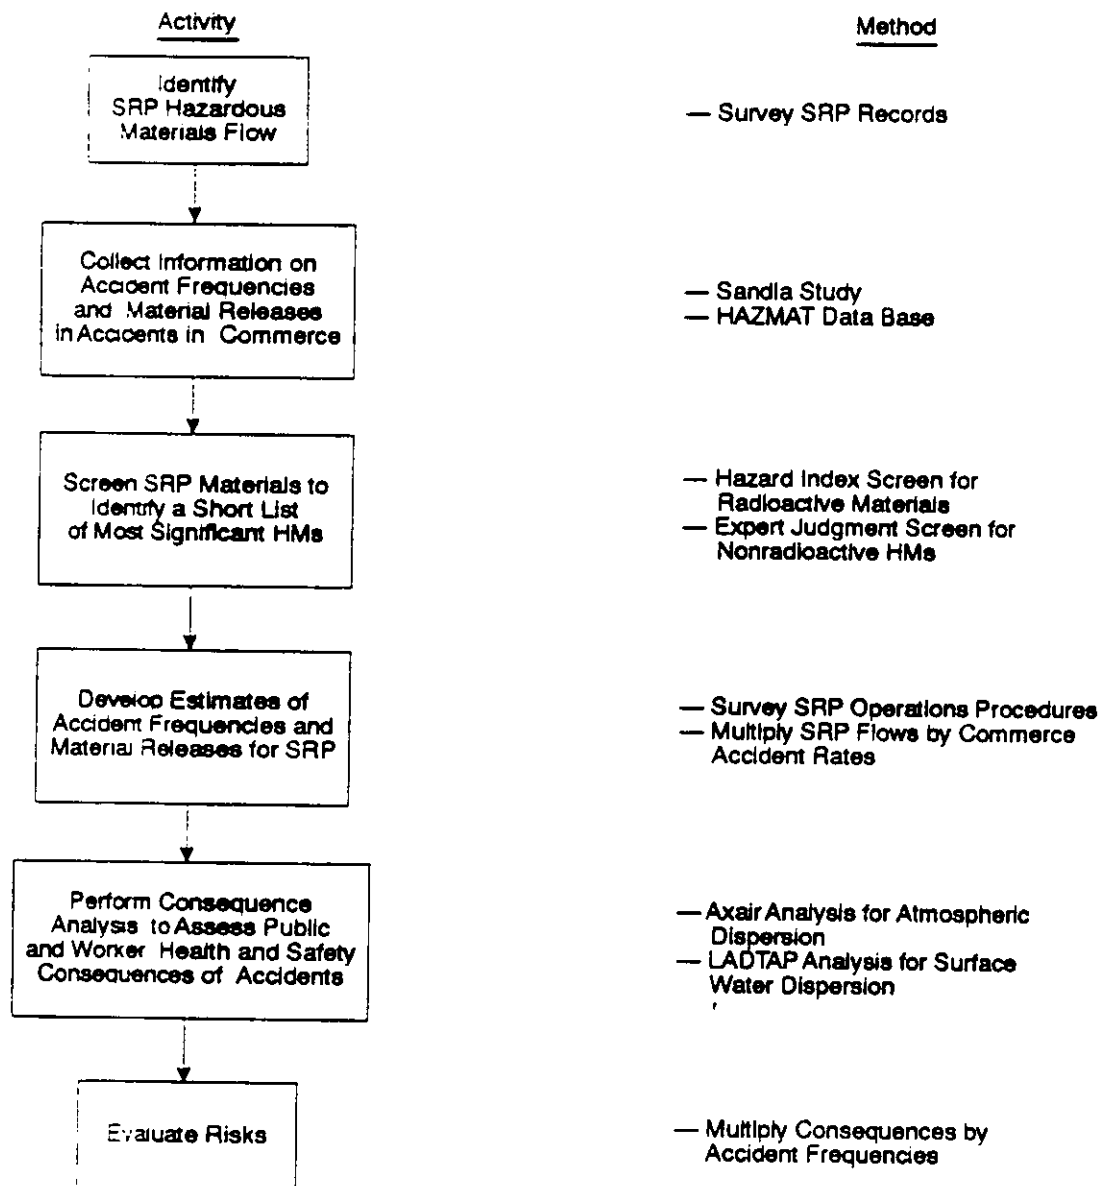 Activity
Method
Identify
SRP Hazardous
Materials Flow
— Survey SRP Records
Collect Information on
Accident Frequencies
and Material Releases
in Accidents in Commerce
— Sandia Study
— HAZMAT Data Base
Screen SRP Materials to
Identify a Short List
of Most Significant HMs
— Hazard Index Screen for
Radioactive Materials
— Expert Judgment Screen for
Nonradioactive HMs
Develop Estimates of
Accident Frequencies and
Material Releases for SRP
— Survey SRP Operations Procedures
— Multiply SRP Flows by Commerce
Accident Rates
Perform Consequence
Analysis to Assess Public
and Worker Health and Safety
Consequences of Accidents
— Axair Analysis for Atmospheric
Dispersion
— LADTAP Analysis for Surface
Water Dispersion
Evaluate Risks
— Multiply Consequences by
Accident Frequencies